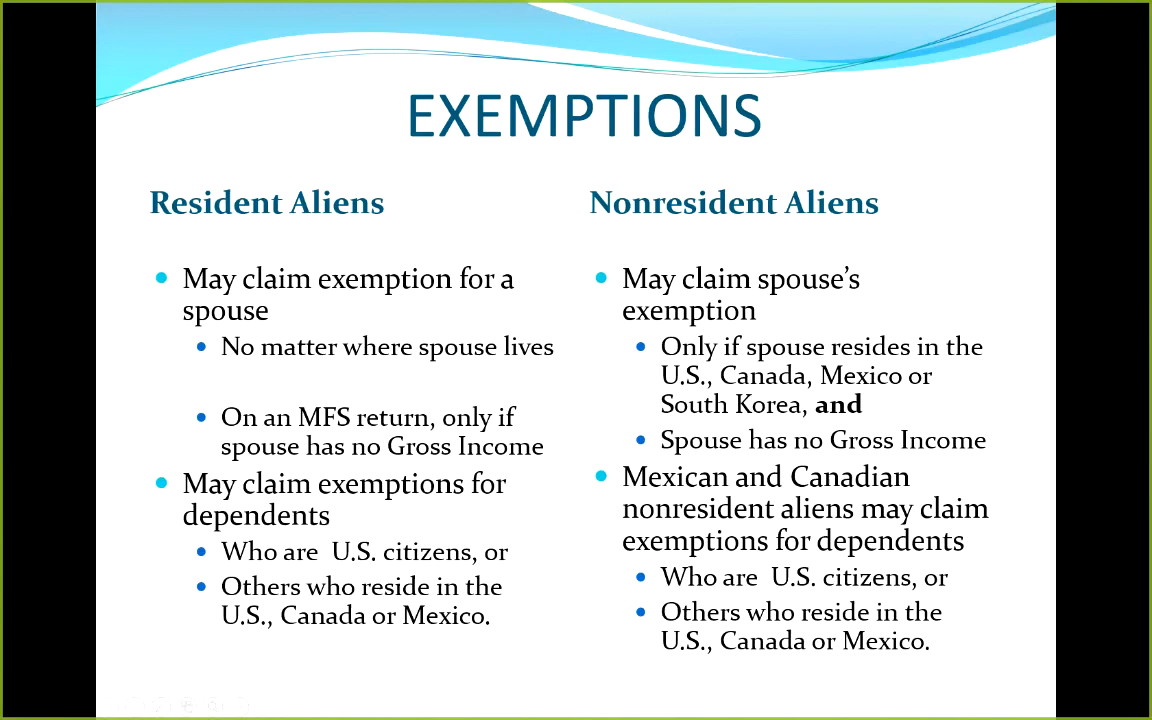 EXEMPTIONS
Resident Aliens
May claim exemption for a
spouse
No matter where spouse lives
On an MFS return, only if
spouse has no Gross Income
May claim exemptions for
dependents
Who are U.S. citizens, or
Others who reside in the
U.S., Canada or Mexico.
Nonresident Aliens
May claim spouse’s
exemption
Only if spouse resides in the
U.S., Canada, Mexico or
South Korea, and
Spouse has no Gross Income
Mexican and Canadian
nonresident aliens may claim
exemptions for dependents
Who are U.S. citizens, or
Others who reside in the
U.S., Canada or Mexico.